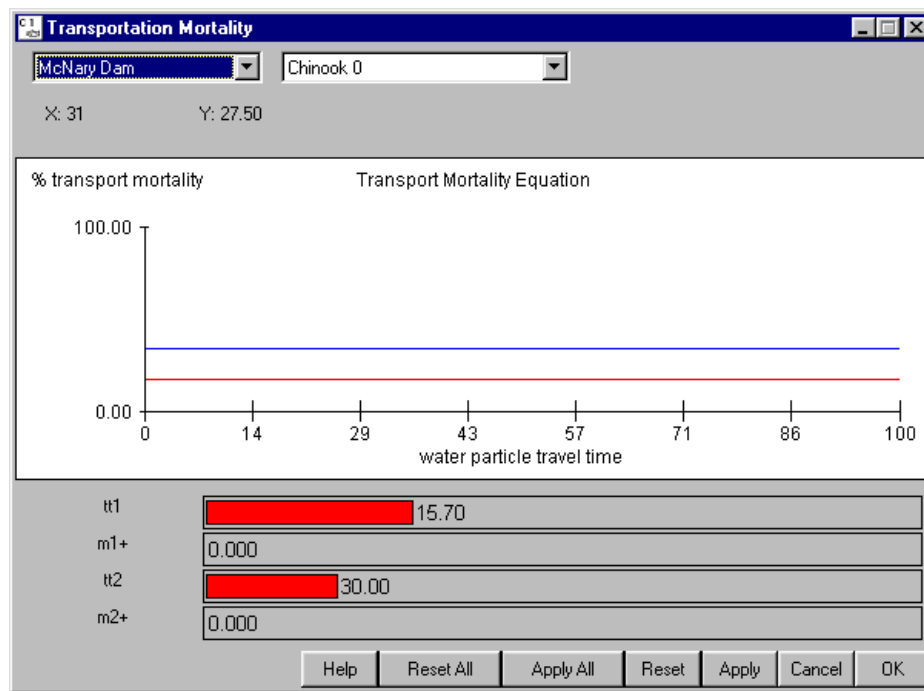 Transportation Mortality
McNary Dam Chinook 0
X: 31 Y: 27.50
% transport mortality Transport Mortality Equation
100.00
0.00
0 14 29 43 57 71 86 100
water particle travel time
tt1 15.70
m1+ 0.000
tt2 30.00
m2+ 0.000
Help Reset All Apply All Reset Apply Cancel OK